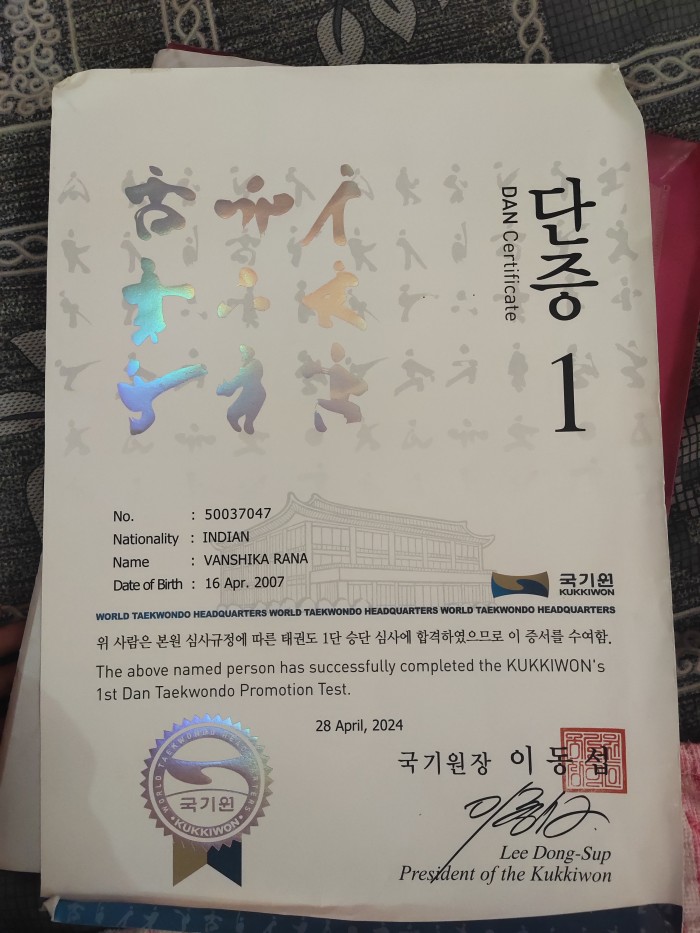 단증
DAN Certificate
1
No. : 50037047
Nationality : INDIAN
Name : VANSHIKA RANA
Date of Birth : 16 Apr. 2007
국기원
KUKKIWON
WORLD TAEKWONDO HEADQUARTERS WORLD TAEKWONDO HEADQUARTERS WORLD TAEKWONDO HEADQUARTERS
위 사람은 본원 심사규정에 따른 태권도 1단 승단 심사에 합격하였으므로 이 증서를 수여함.
The above named person has successfully completed the KUKKIWON's
1st Dan Taekwondo Promotion Test.
28 April, 2024
WORLD TAEKWONDO HEADQUARTERS
국기원
• KUKKIWON •
국기원장 이동섭
Lee Dong-Sup
President of the Kukkiwon